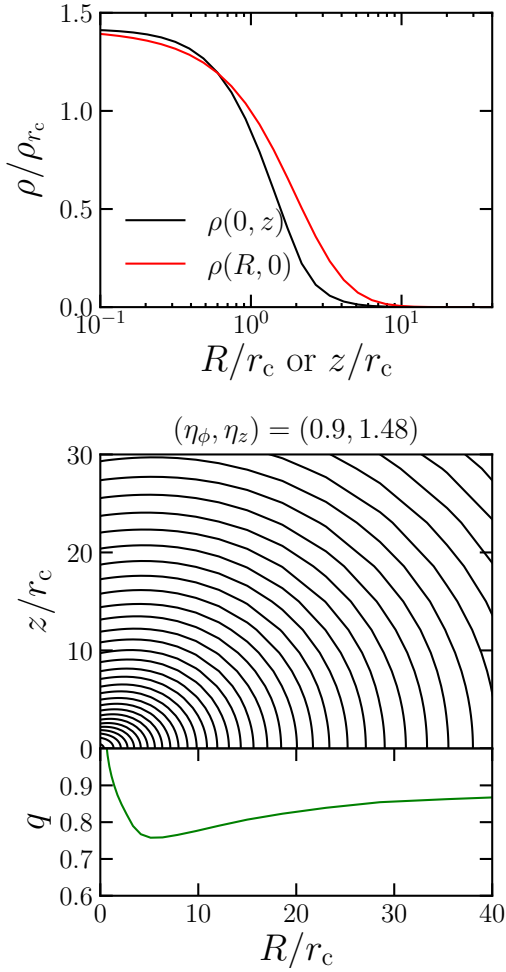 1.5
1.0
0.5
0.0
ρ/ρ_{r_c}
ρ(0, z)
ρ(R, 0)
10^{-1} 10^0 10^1
R/r_c or z/r_c
(η_ϕ, η_z) = (0.9, 1.48)
30
20
10
0
z/r_c
0.9
0.8
0.7
0.6
q
0 10 20 30 40
R/r_c